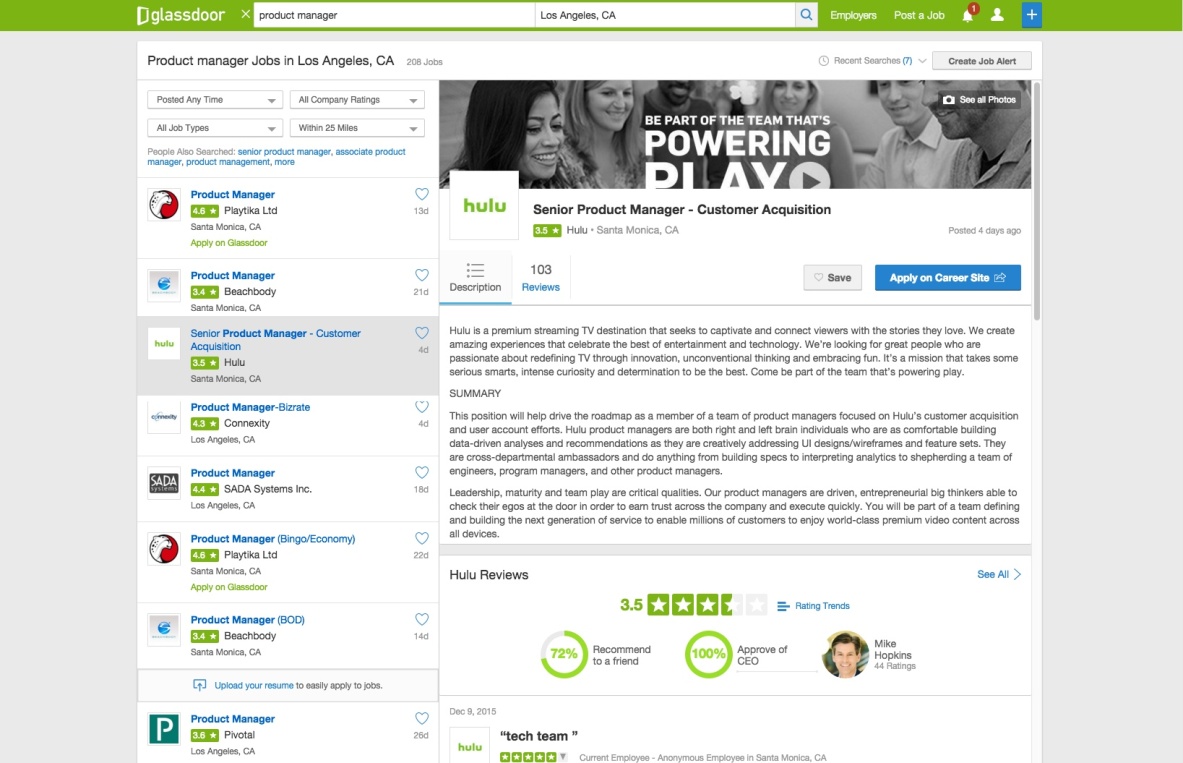 glassdoor
product manager
Los Angeles, CA
Employers
Post a Job
1
Product manager Jobs in Los Angeles, CA 208 Jobs
Recent Searches (7)
Create Job Alert
Posted Any Time
All Company Ratings
All Job Types
Within 25 Miles
People Also Searched: senior product manager, associate product
manager, product management, more
Product Manager
4.6 ★ Playtika Ltd
13d
Santa Monica, CA
Apply on Glassdoor
Product Manager
3.4 ★ Beachbody
21d
Santa Monica, CA
hulu
Senior Product Manager - Customer
Acquisition
4d
3.5 ★ Hulu
Santa Monica, CA
connexity
Product Manager-Bizrate
4.3 ★ Connexity
4d
Los Angeles, CA
SADA
systems
Product Manager
4.4 ★ SADA Systems Inc.
18d
Los Angeles, CA
Product Manager (Bingo/Economy)
4.6 ★ Playtika Ltd
22d
Santa Monica, CA
Apply on Glassdoor
Product Manager (BOD)
3.4 ★ Beachbody
14d
Santa Monica, CA
Upload your resume to easily apply to jobs.
P
Product Manager
3.6 ★ Pivotal
26d
Los Angeles, CA
See all Photos
BE PART OF THE TEAM THAT'S
POWERING
PLAY
hulu
Senior Product Manager - Customer Acquisition
3.5 ★ Hulu • Santa Monica, CA
Posted 4 days ago
Description
103
Reviews
Save
Apply on Career Site
Hulu is a premium streaming TV destination that seeks to captivate and connect viewers with the stories they love. We create
amazing experiences that celebrate the best of entertainment and technology. We're looking for great people who are
passionate about redefining TV through innovation, unconventional thinking and embracing fun. It's a mission that takes some
serious smarts, intense curiosity and determination to be the best. Come be part of the team that's powering play.
SUMMARY
This position will help drive the roadmap as a member of a team of product managers focused on Hulu's customer acquisition
and user account efforts. Hulu product managers are both right and left brain individuals who are as comfortable building
data-driven analyses and recommendations as they are creatively addressing UI designs/wireframes and feature sets. They
are cross-departmental ambassadors and do anything from building specs to interpreting analytics to shepherding a team of
engineers, program managers, and other product managers.
Leadership, maturity and team play are critical qualities. Our product managers are driven, entrepreneurial big thinkers able to
check their egos at the door in order to earn trust across the company and execute quickly. You will be part of a team defining
and building the next generation of service to enable millions of customers to enjoy world-class premium video content across
all devices.
Hulu Reviews
See All
3.5
Rating Trends
72%
Recommend
to a friend
100%
Approve of
CEO
Mike
Hopkins
44 Ratings
Dec 9, 2015
hulu
"tech team "
Current Employee - Anonymous Employee in Santa Monica, CA